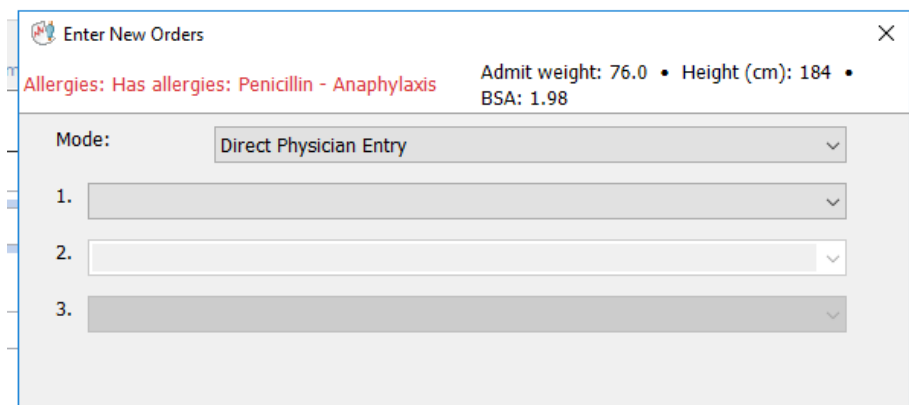 Enter New Orders
Allergies: Has allergies: Penicillin - Anaphylaxis
Admit weight: 76.0 • Height (cm): 184 •
BSA: 1.98
Mode:
Direct Physician Entry
1.
2.
3.